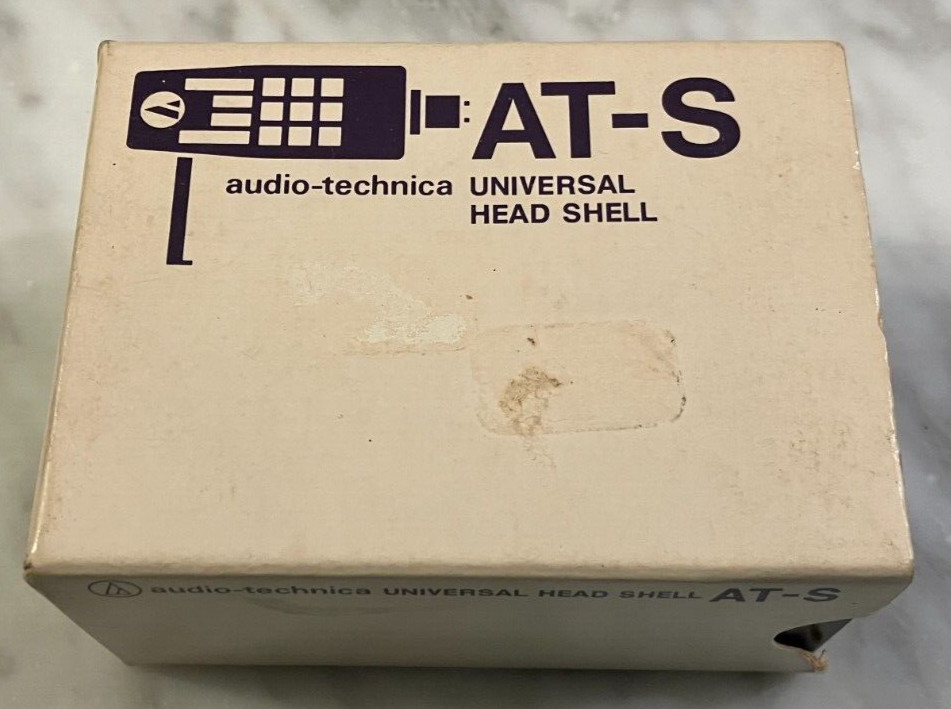 AT-S
audio-technica UNIVERSAL
HEAD SHELL
audio-technica UNIVERSAL HEAD SHELL AT-S